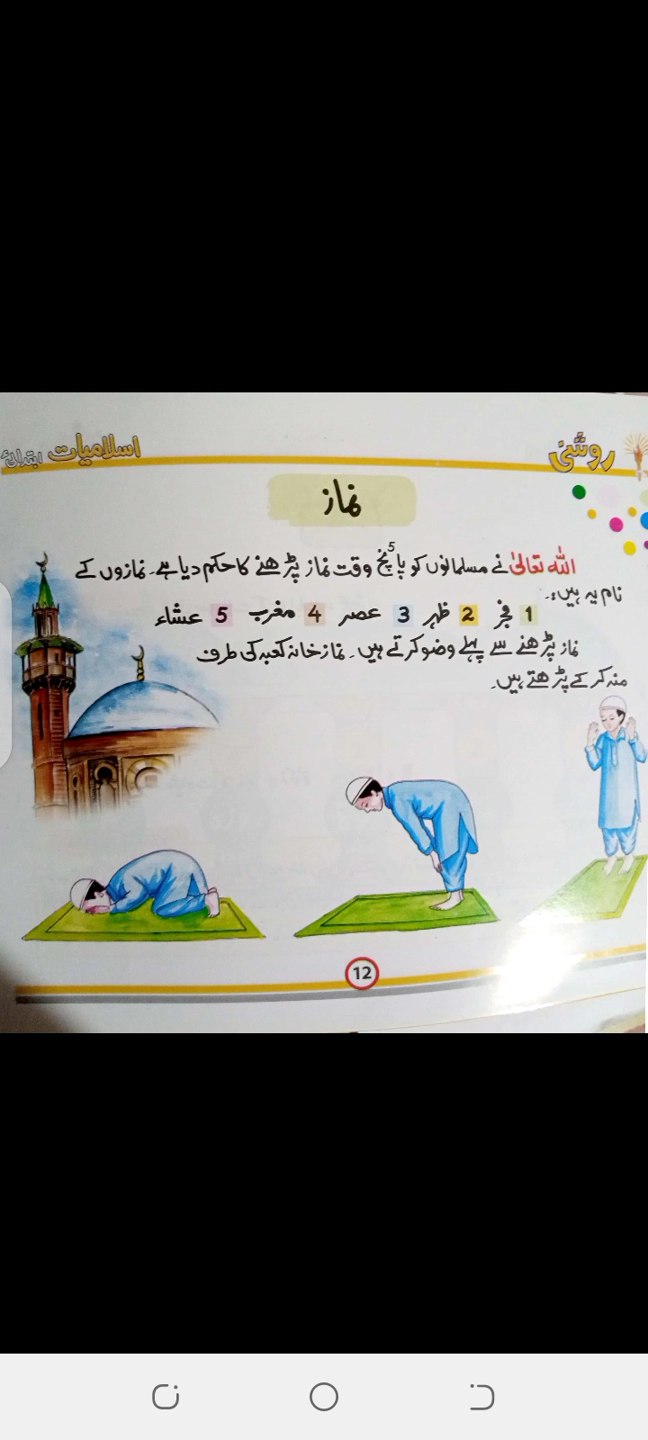 روشنی
اسلامیات ابتدائی
نماز
اللہ تعالیٰ نے مسلمانوں کو پانچ5 وقت نماز پڑھنے کا حکم دیا ہے۔ نمازوں کے
نام یہ ہیں:۔
1 فجر 2 ظہر 3 عصر 4 مغرب 5 عشاء
نماز پڑھنے سے پہلے وضو کرتے ہیں۔ نماز خانہ کعبہ کی طرف
منہ کر کے پڑھتے ہیں۔
12